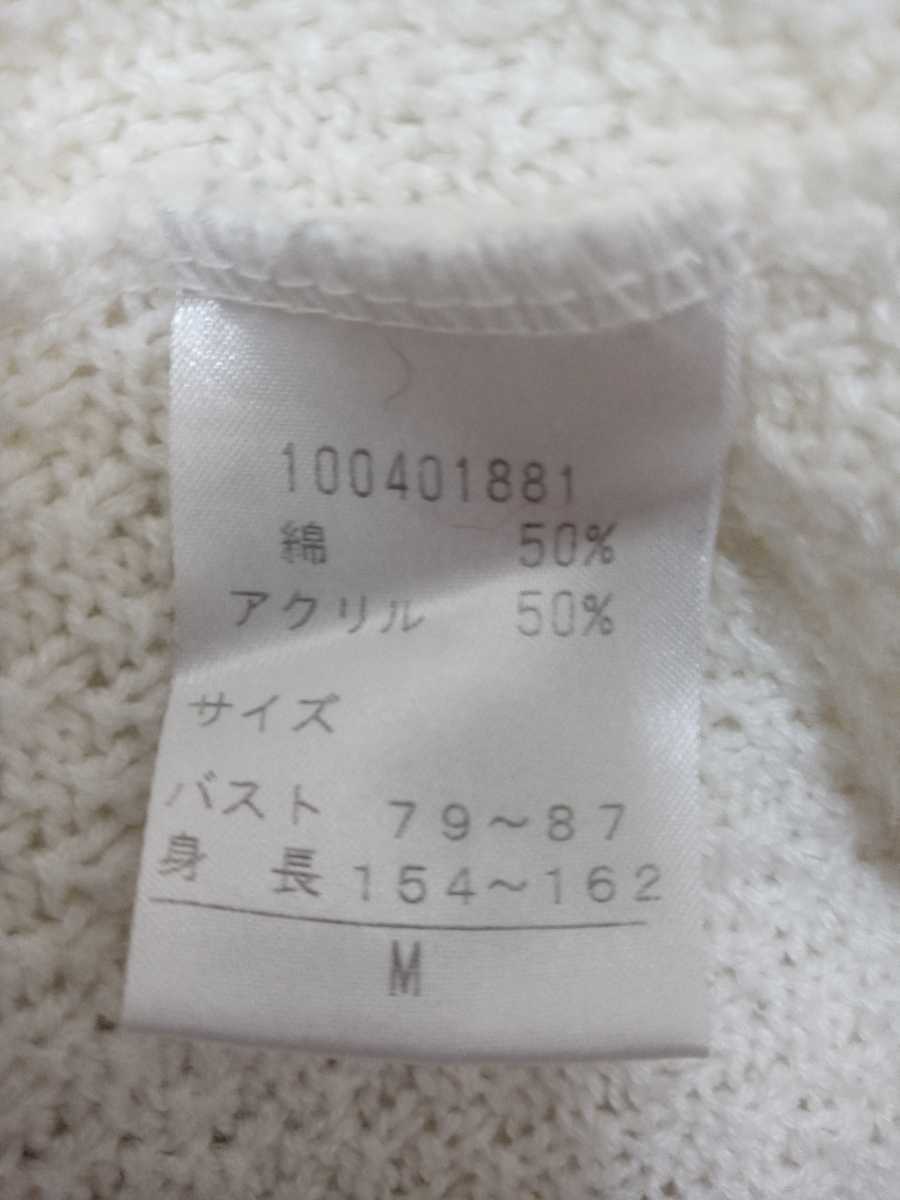 100401881
綿 50%
アクリル 50%
サイズ
バスト 79~87
身 長 154~162
M